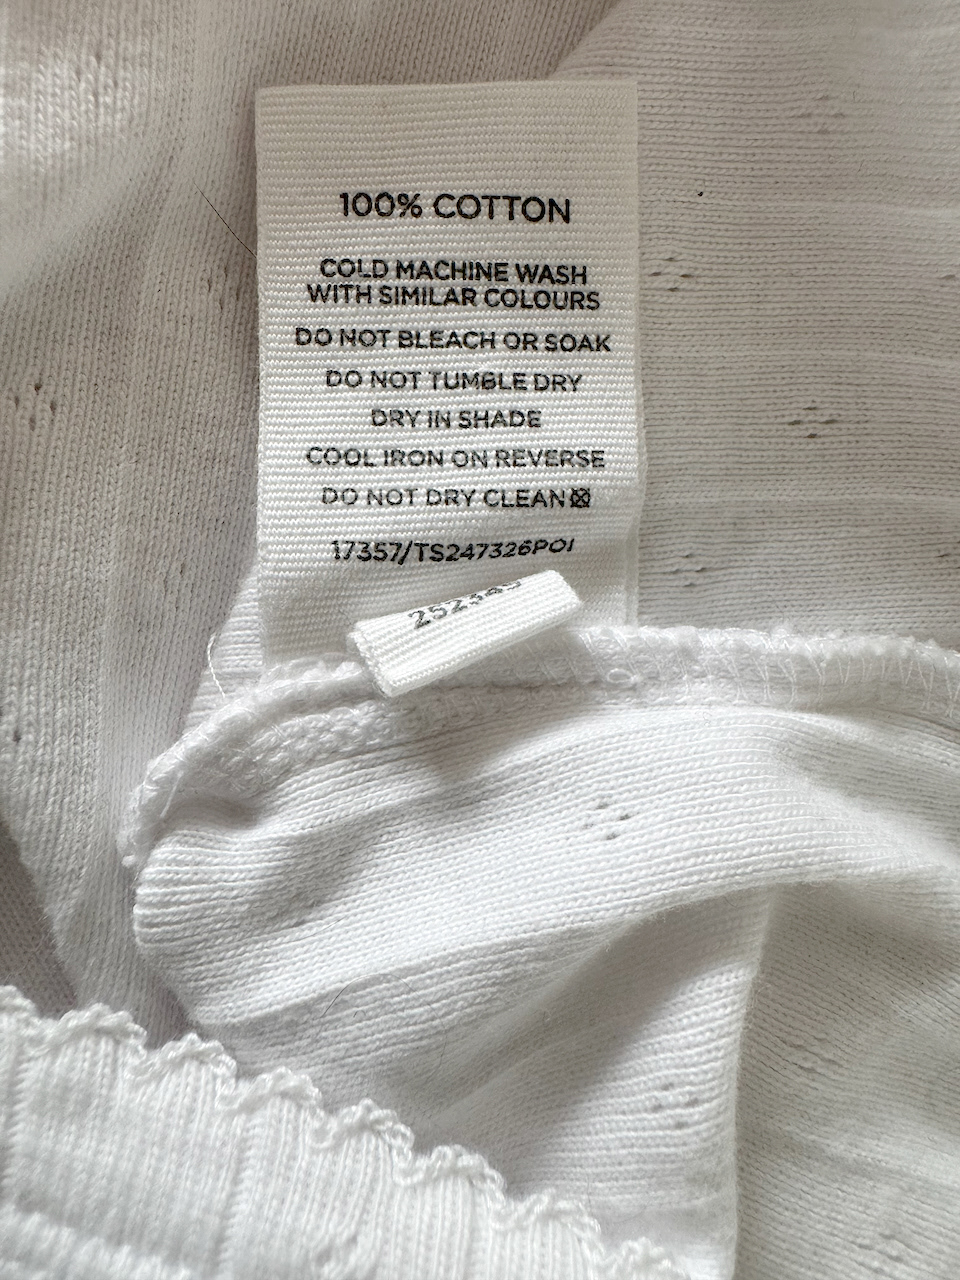 100% COTTON
COLD MACHINE WASH
WITH SIMILAR COLOURS
DO NOT BLEACH OR SOAK
DO NOT TUMBLE DRY
DRY IN SHADE
COOL IRON ON REVERSE
DO NOT DRY CLEAN
17357/TS247326POI